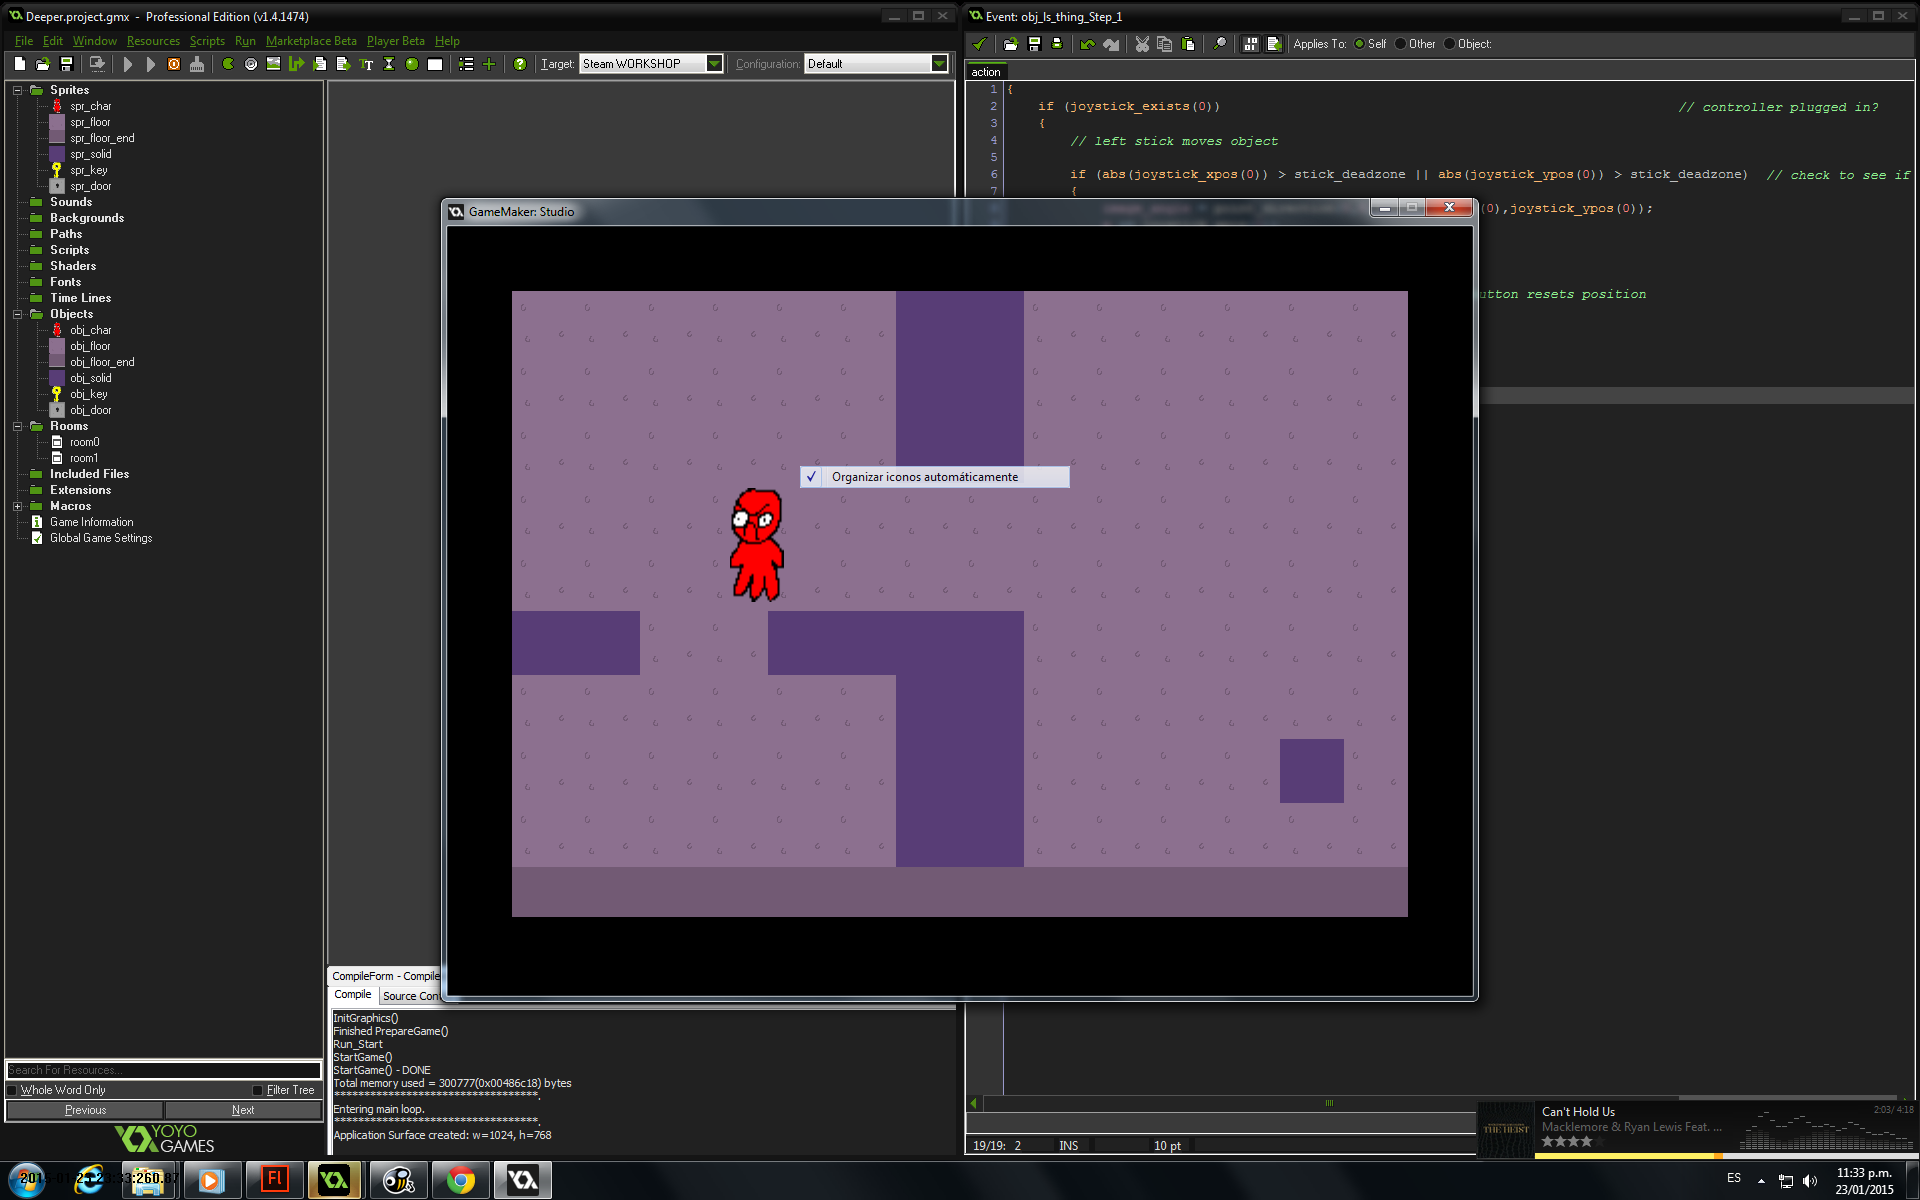 Deeper.project.gmx - Professional Edition (v1.4.1474)
File Edit Window Resources Scripts Run Marketplace Beta Player Beta Help
Target: Steam WORKSHOP Configuration: Default
Sprites
spr_char
spr_floor
spr_floor_end
spr_solid
spr_key
spr_door
Sounds
Backgrounds
Paths
Scripts
Shaders
Fonts
Time Lines
Objects
obj_char
obj_floor
obj_floor_end
obj_solid
obj_key
obj_door
Rooms
room0
room1
Included Files
Extensions
Macros
Game Information
Global Game Settings
Search For Resources...
Whole Word Only Filter Tree
Previous Next
YOYO
GAMES
Event: obj_ls_thing_Step_1
Applies To: Self Other Object:
action
1 {
2 if (joystick_exists(0)) // controller plugged in?
3 {
4 // left stick moves object
5
6 if (abs(joystick_xpos(0)) > stick_deadzone || abs(joystick_ypos(0)) > stick_deadzone) // check to see if
7 {
(0),joystick_ypos(0));
utton resets position
GameMaker: Studio
✓ Organizar iconos automáticamente
CompileForm - Compile
Compile Source Con
InitGraphics()
Finished PrepareGame()
Run_Start
StartGame()
StartGame() - DONE
Total memory used = 300777(0x00486c18) bytes
***********************************.
Entering main loop.
***********************************.
Application Surface created: w=1024, h=768
19/19: 2 INS 10 pt
THE HEIST
Can't Hold Us
2:03/ 4:18
Macklemore & Ryan Lewis Feat. ...
Fl
ES
11:33 p.m.
23/01/2015